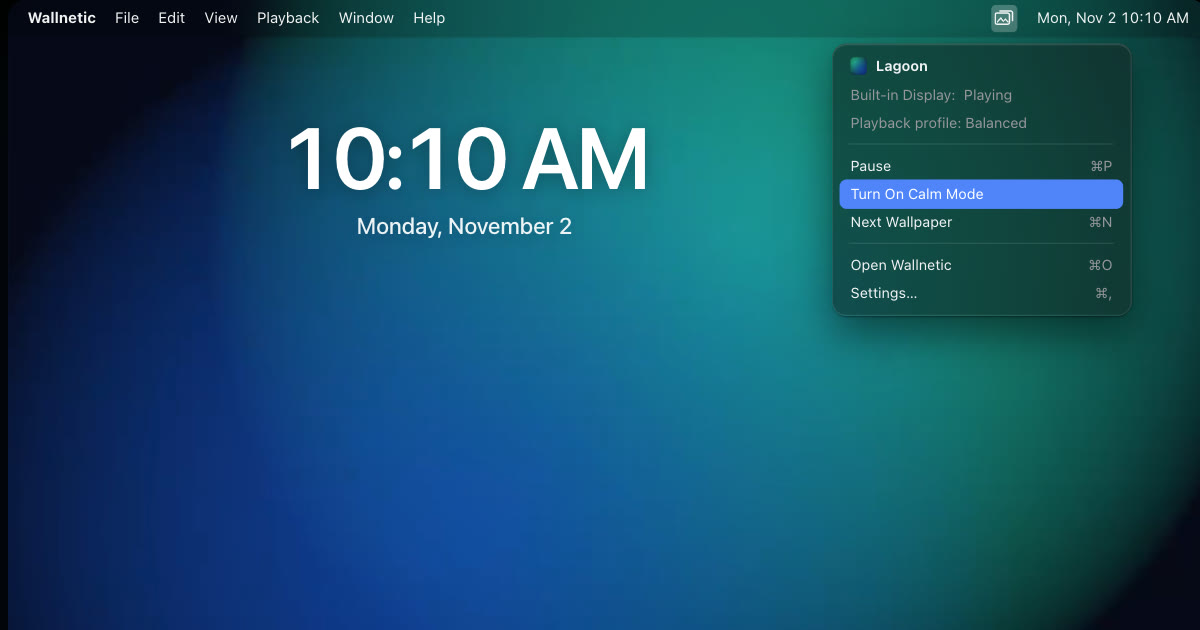 Wallnetic File Edit View Playback Window Help Mon, Nov 2 10:10 AM
10:10 AM
Monday, November 2
Lagoon
Built-in Display: Playing
Playback profile: Balanced
Pause ⌘P
Turn On Calm Mode
Next Wallpaper ⌘N
Open Wallnetic ⌘O
Settings... ⌘,